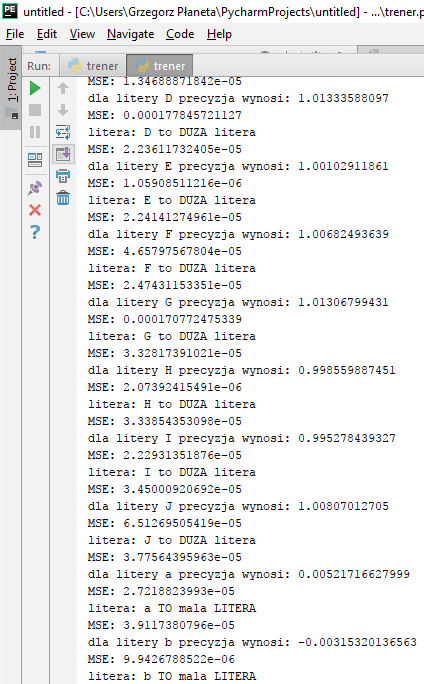 untitled - [C:\Users\Grzegorz Płaneta\PycharmProjects\untitled] - ...\trener.p
File Edit View Navigate Code Help
Run: trener trener
1: Project
MSE: 1.34688871842e-05
dla litery D precyzja wynosi: 1.01333588097
MSE: 0.000177845721127
litera: D to DUZA litera
MSE: 2.23611732405e-05
dla litery E precyzja wynosi: 1.00102911861
MSE: 1.05908511216e-06
litera: E to DUZA litera
MSE: 2.24141274961e-05
dla litery F precyzja wynosi: 1.00682493639
MSE: 4.65797567804e-05
litera: F to DUZA litera
MSE: 2.47431153351e-05
dla litery G precyzja wynosi: 1.01306799431
MSE: 0.000170772475339
litera: G to DUZA litera
MSE: 3.32817391021e-05
dla litery H precyzja wynosi: 0.998559887451
MSE: 2.07392415491e-06
litera: H to DUZA litera
MSE: 3.33854353098e-05
dla litery I precyzja wynosi: 0.995278439327
MSE: 2.22931351876e-05
litera: I to DUZA litera
MSE: 3.45000920692e-05
dla litery J precyzja wynosi: 1.00807012705
MSE: 6.51269505419e-05
litera: J to DUZA litera
MSE: 3.77564395963e-05
dla litery a precyzja wynosi: 0.00521716627999
MSE: 2.7218823993e-05
litera: a TO mala LITERA
MSE: 3.9117380796e-05
dla litery b precyzja wynosi: -0.00315320136563
MSE: 9.9426788522e-06
litera: b TO mala LITERA